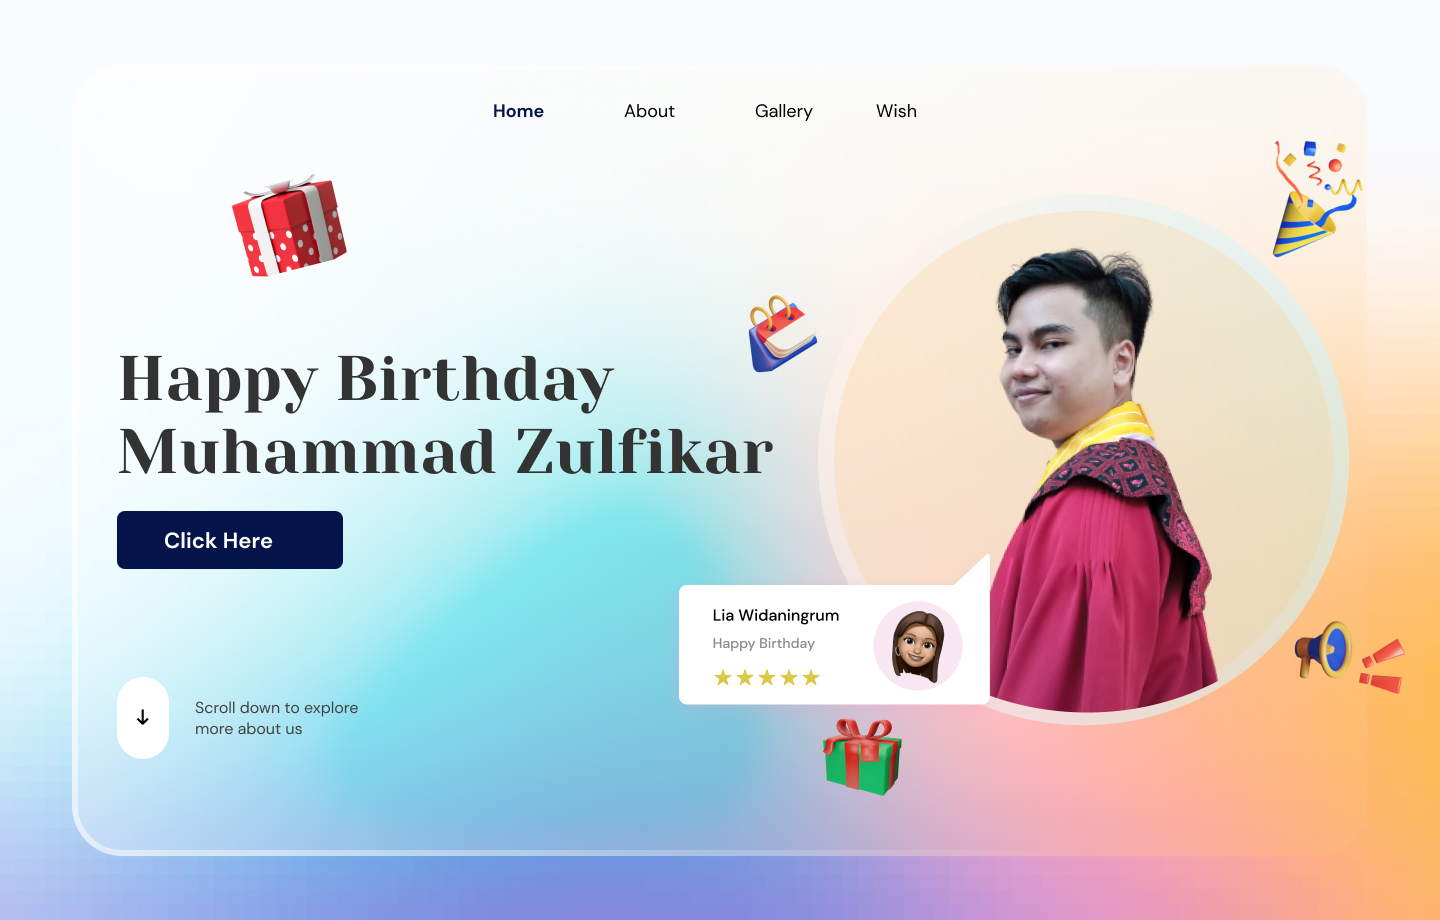 Home
About
Gallery
Wish
Happy Birthday
Muhammad Zulfikar
Click Here
Lia Widaningrum
Happy Birthday
Scroll down to explore
more about us